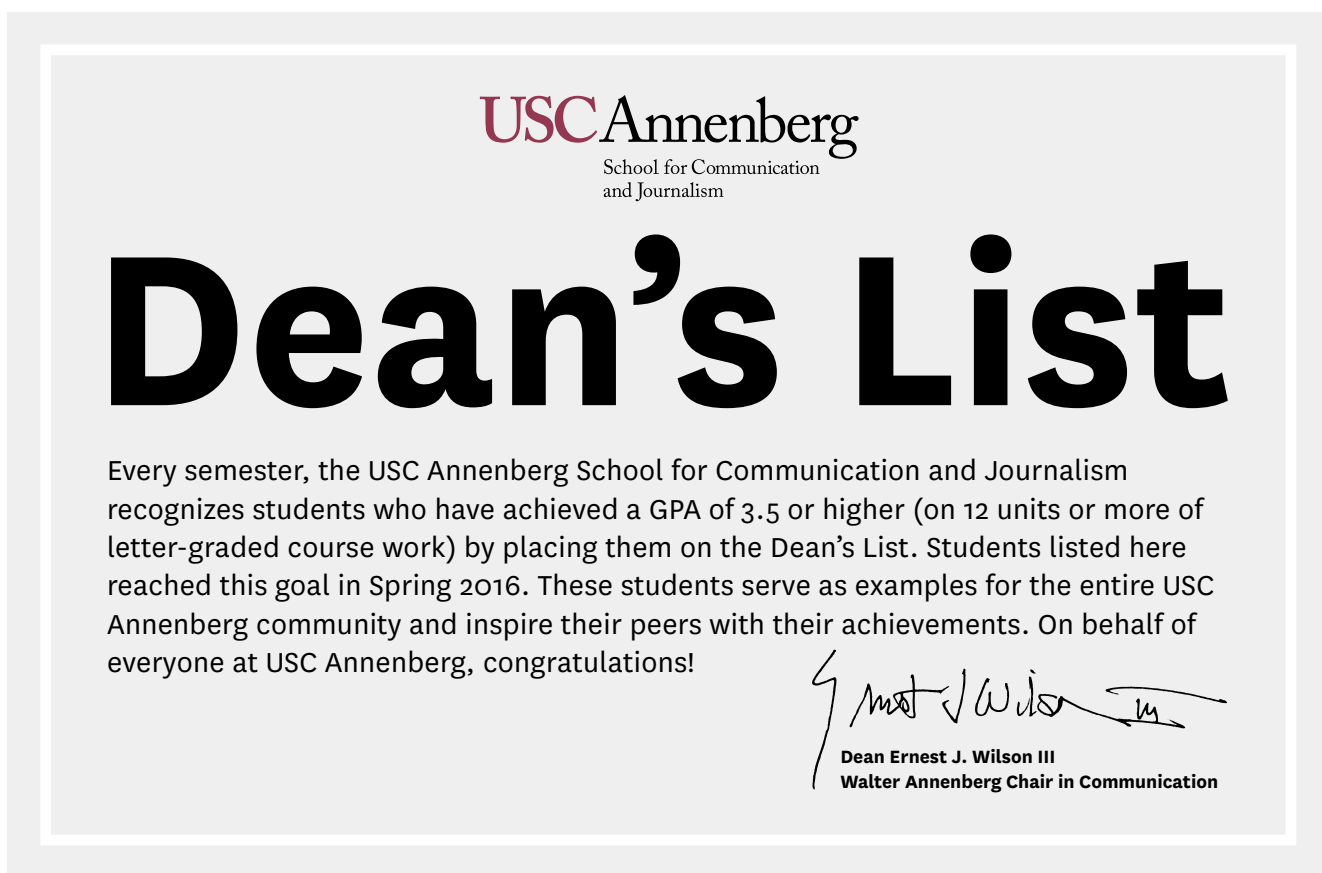 USC Annenberg
School for Communication
and Journalism
Dean’s List
Every semester, the USC Annenberg School for Communication and Journalism
recognizes students who have achieved a GPA of 3.5 or higher (on 12 units or more of
letter-graded course work) by placing them on the Dean’s List. Students listed here
reached this goal in Spring 2016. These students serve as examples for the entire USC
Annenberg community and inspire their peers with their achievements. On behalf of
everyone at USC Annenberg, congratulations!
Ernest J Wilson III
Dean Ernest J. Wilson III
Walter Annenberg Chair in Communication